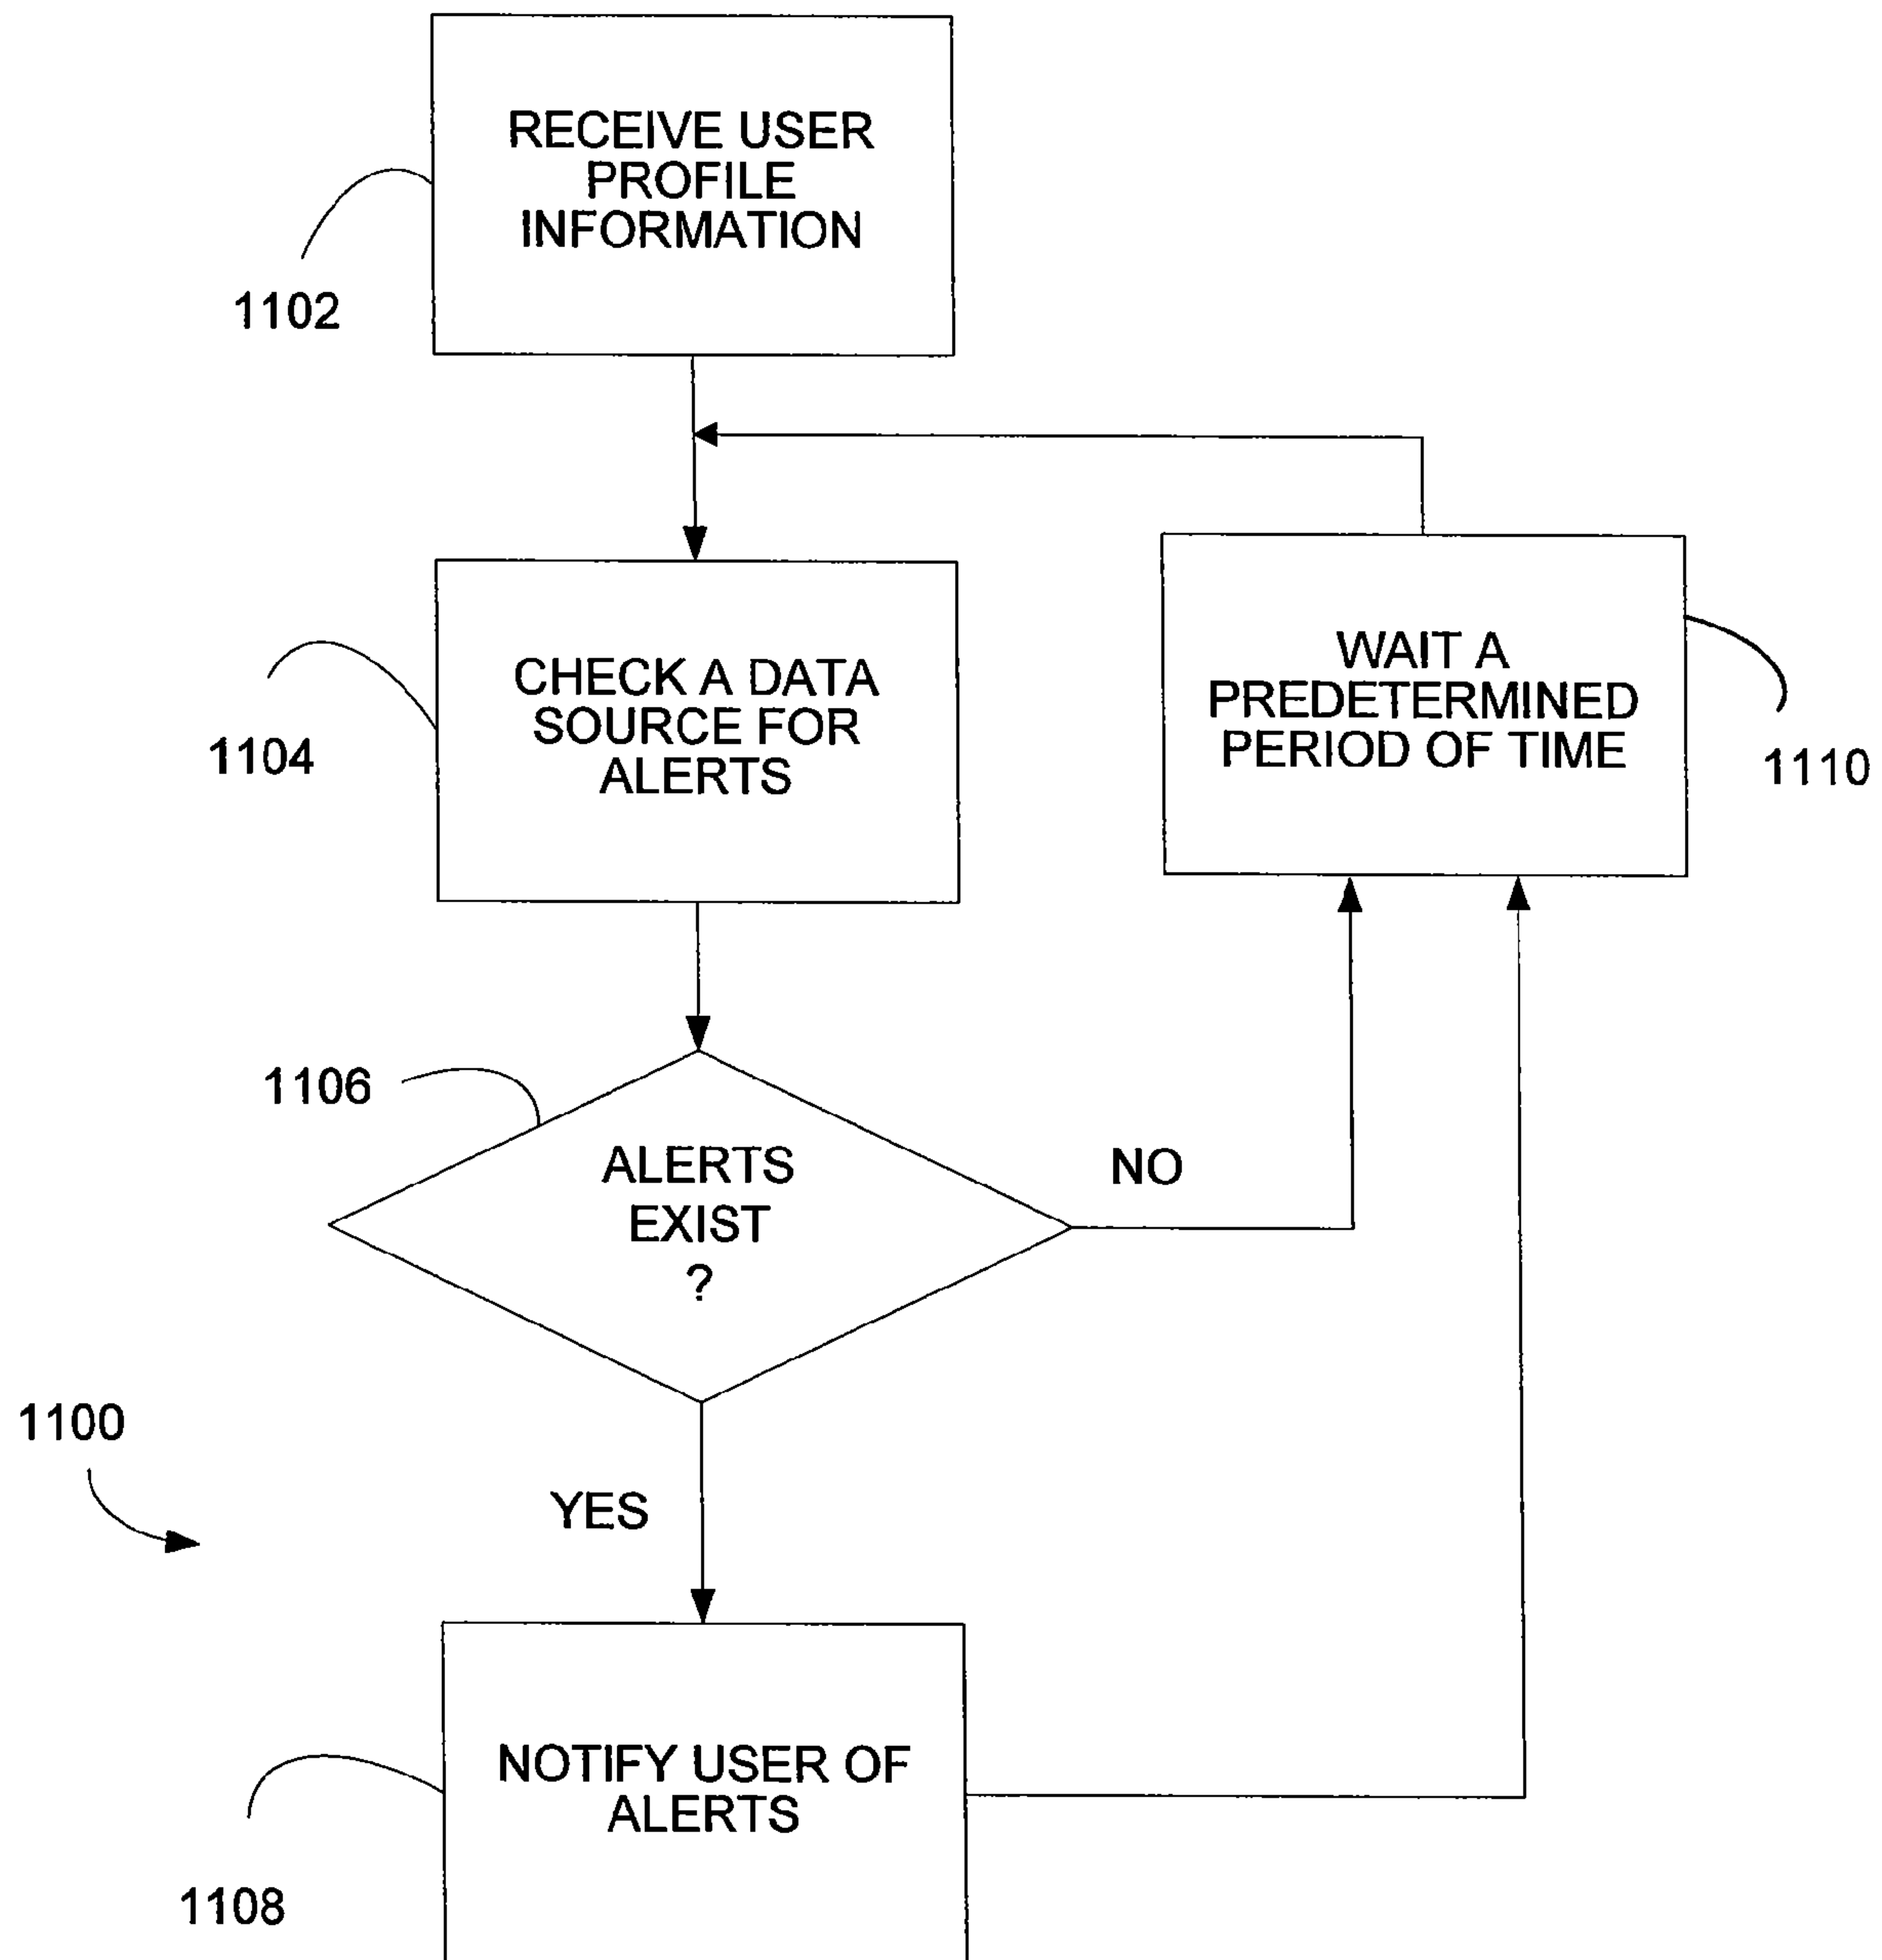 RECEIVE USER
PROFILE
INFORMATION
1102
CHECK A DATA
SOURCE FOR
ALERTS
1104
WAIT A
PREDETERMINED
PERIOD OF TIME
1110
1106
ALERTS
EXIST
?
NO
1100
YES
NOTIFY USER OF
ALERTS
1108